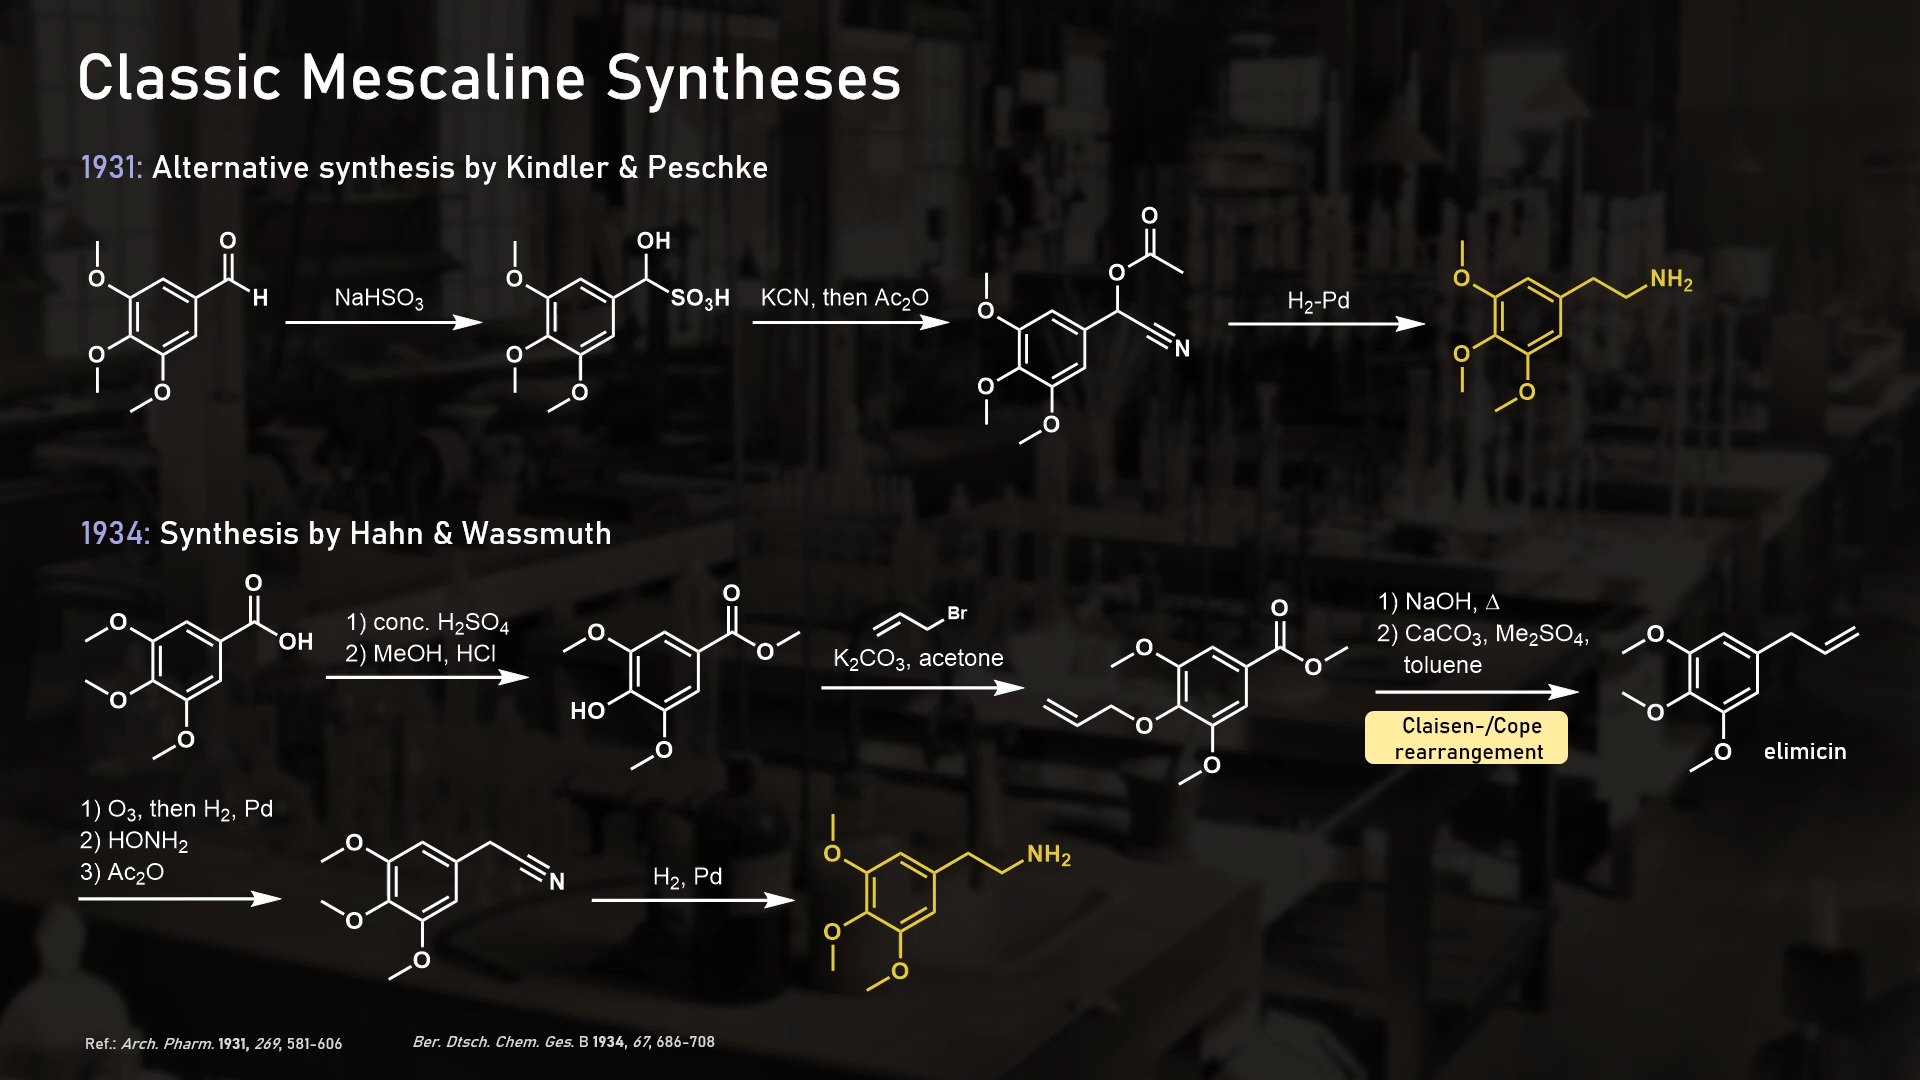 Classic Mescaline Syntheses
1931: Alternative synthesis by Kindler & Peschke
O
O
H
O
O
NaHSO₃
OH
O
SO₃H
O
O
KCN, then Ac₂O
O
O
O
N
O
O
H₂-Pd
O
NH₂
O
O
1934: Synthesis by Hahn & Wassmuth
O
O
OH
O
O
1) conc. H₂SO₄
2) MeOH, HCl
O
O
O
HO
O
Br
K₂CO₃, acetone
O
O
O
O
O
1) NaOH, Δ
2) CaCO₃, Me₂SO₄,
toluene
Claisen-/Cope
rearrangement
O
O
O
elimicin
1) O₃, then H₂, Pd
2) HONH₂
3) Ac₂O
O
N
O
O
H₂, Pd
O
NH₂
O
O
Ref.: Arch. Pharm. 1931, 269, 581-606
Ber. Dtsch. Chem. Ges. B 1934, 67, 686-708